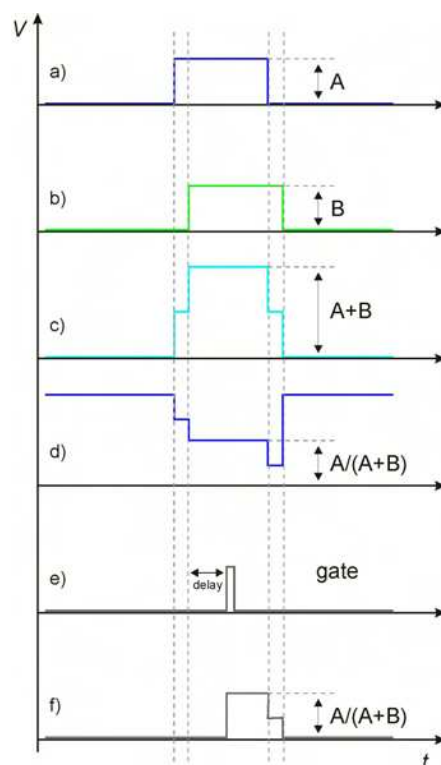 V
a)
A
b)
B
c)
A+B
d)
A/(A+B)
e)
delay
gate
f)
A/(A+B)
t